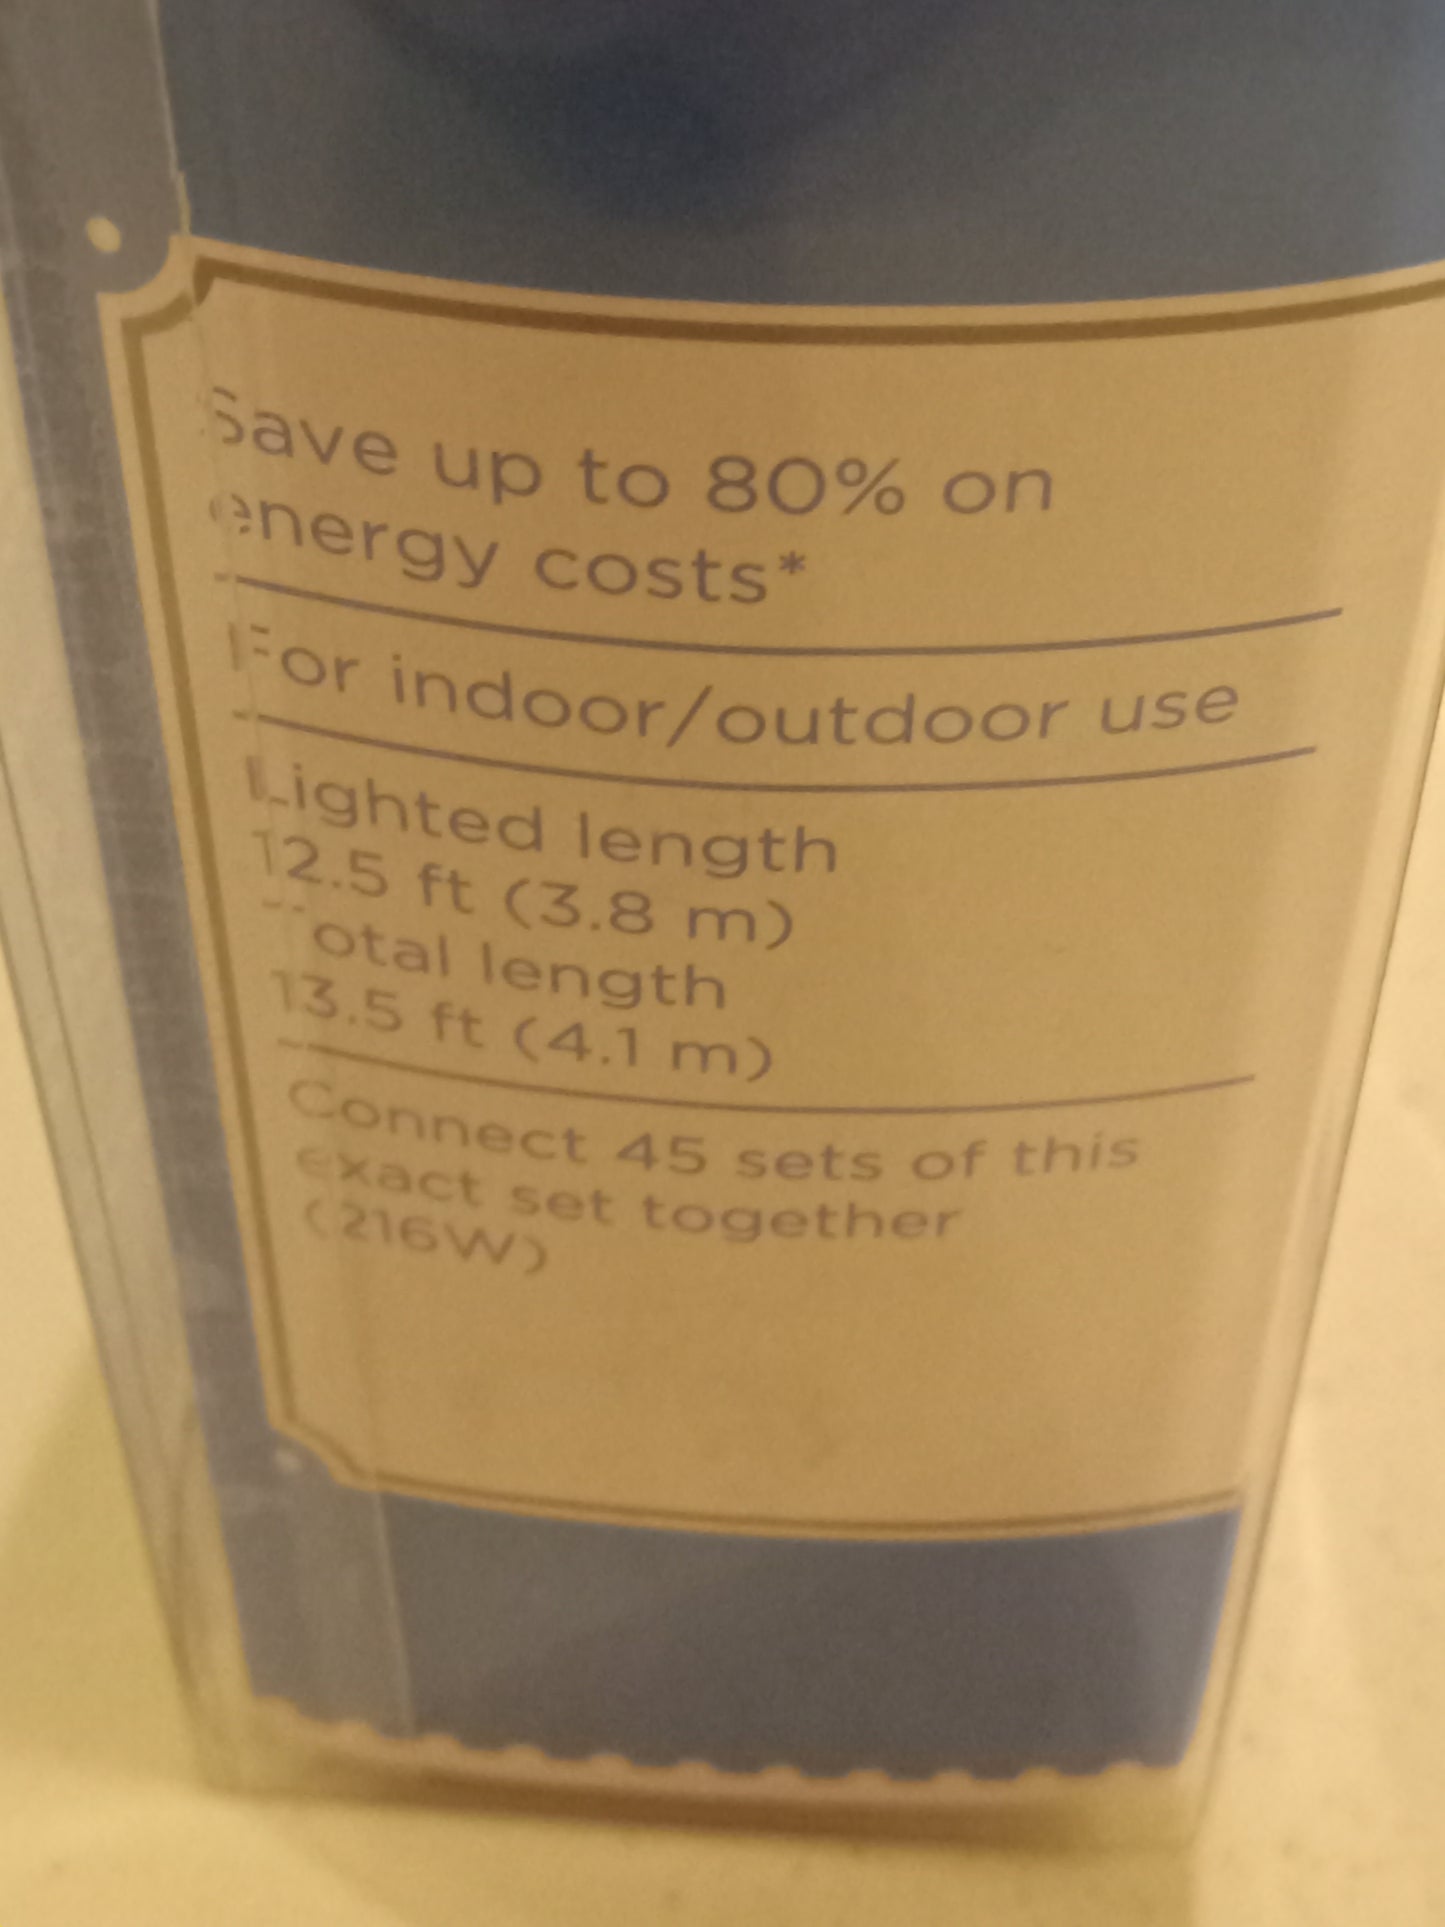 Save up to 80% on
energy costs*
For indoor/outdoor use
Lighted length
12.5 ft (3.8 m)
Total length
13.5 ft (4.1 m)
Connect 45 sets of this
exact set together
(216W)